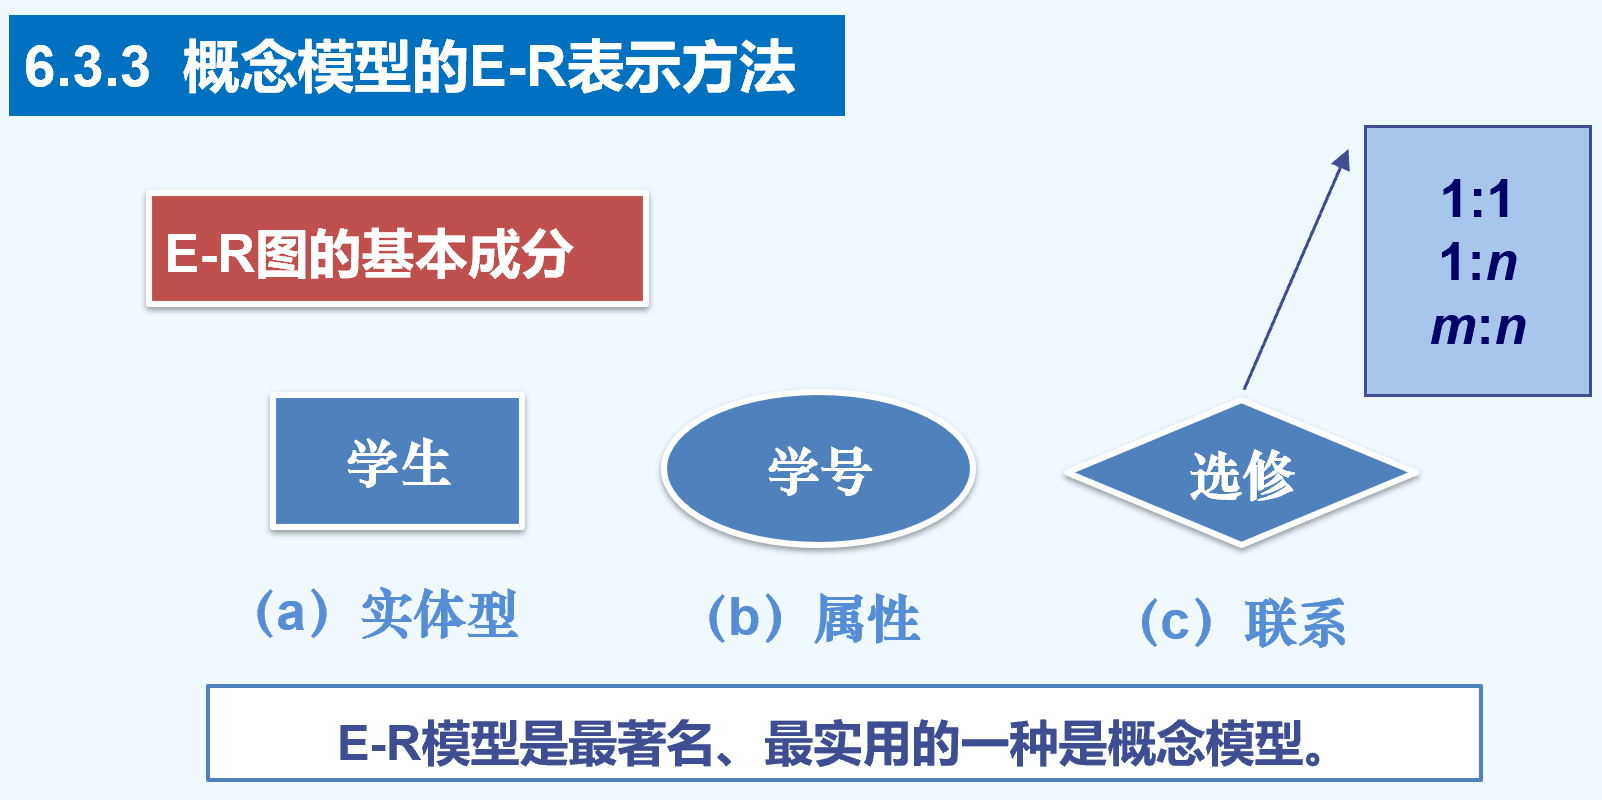 6.3.3 概念模型的E-R表示方法
E-R图的基本成分
1:1
1:n
m:n
学生
学号
选修
（a）实体型
（b）属性
（c）联系
E-R模型是最著名、最实用的一种是概念模型。